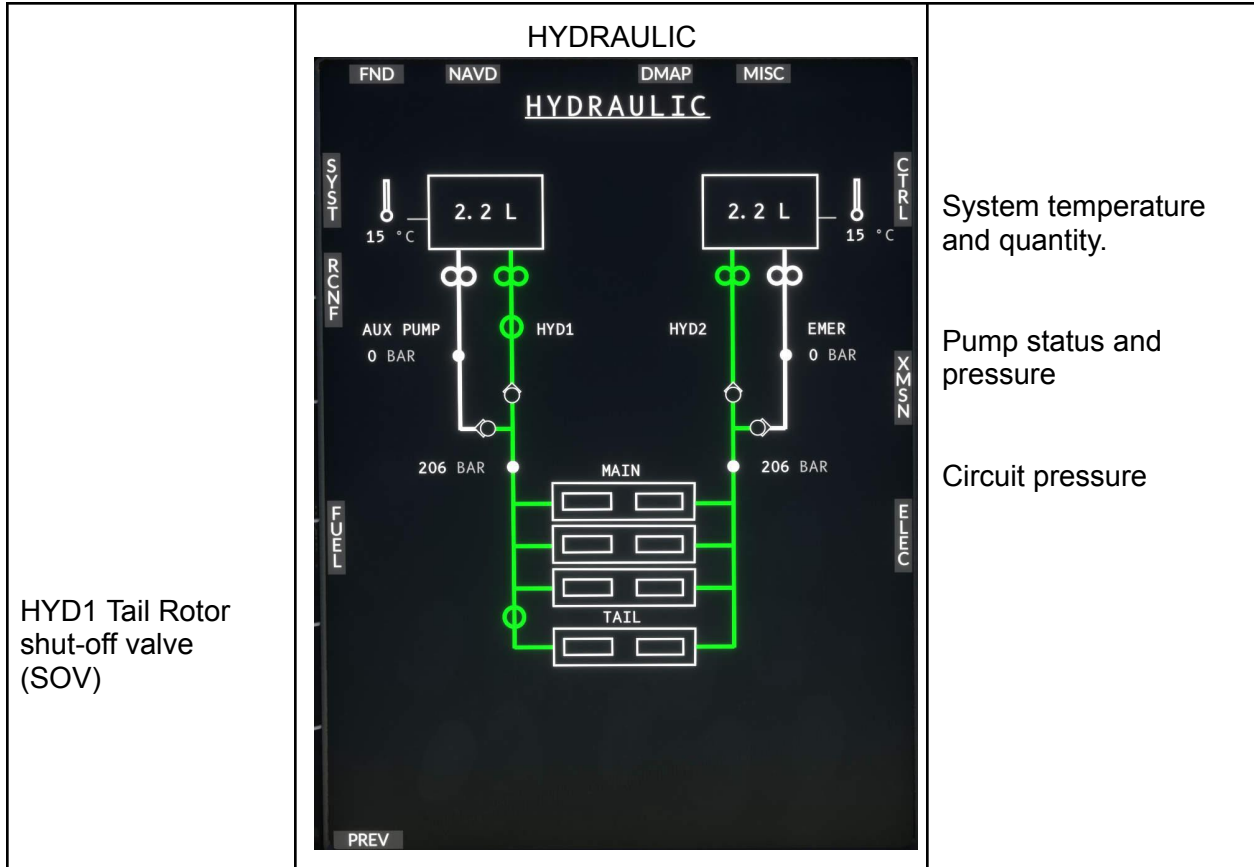 HYDRAULIC
FND NAVD DMAP MISC
HYDRAULIC
SYST
CTRL
2.2 L
2.2 L
15 °C
15 °C
RCNF
AUX PUMP
HYD1
HYD2
EMER
0 BAR
0 BAR
XMSN
206 BAR
MAIN
206 BAR
FUEL
ELEC
TAIL
PREV
HYD1 Tail Rotor
shut-off valve
(SOV)
System temperature
and quantity.
Pump status and
pressure
Circuit pressure